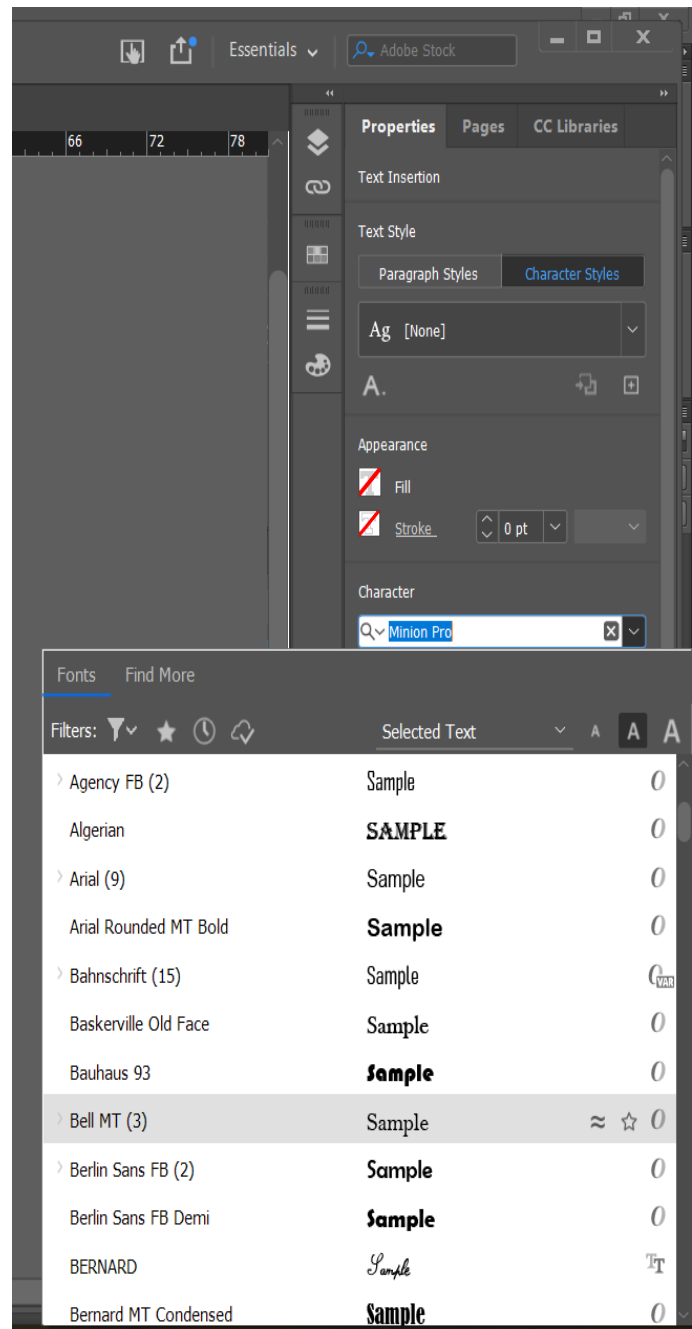 Essentials
Adobe Stock
66 72 78
Properties Pages CC Libraries
Text Insertion
Text Style
Paragraph Styles Character Styles
Ag [None]
A.
Appearance
Fill
Stroke 0 pt
Character
Minion Pro
Fonts Find More
Filters: Selected Text A A A
Agency FB (2) Sample O
Algerian SAMPLE O
Arial (9) Sample O
Arial Rounded MT Bold Sample O
Bahnschrift (15) Sample O VAR
Baskerville Old Face Sample O
Bauhaus 93 Sample O
Bell MT (3) Sample O
Berlin Sans FB (2) Sample O
Berlin Sans FB Demi Sample O
BERNARD Sample TT
Bernard MT Condensed Sample O